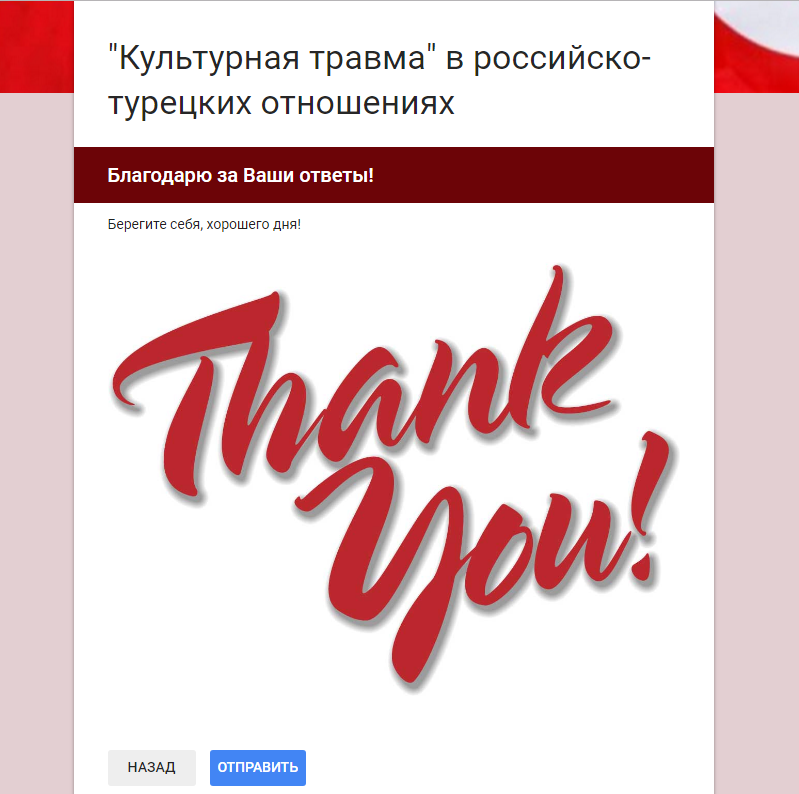 "Культурная травма" в российско-
турецких отношениях
Благодарю за Ваши ответы!
Берегите себя, хорошего дня!
Thank
You!
НАЗАД ОТПРАВИТЬ